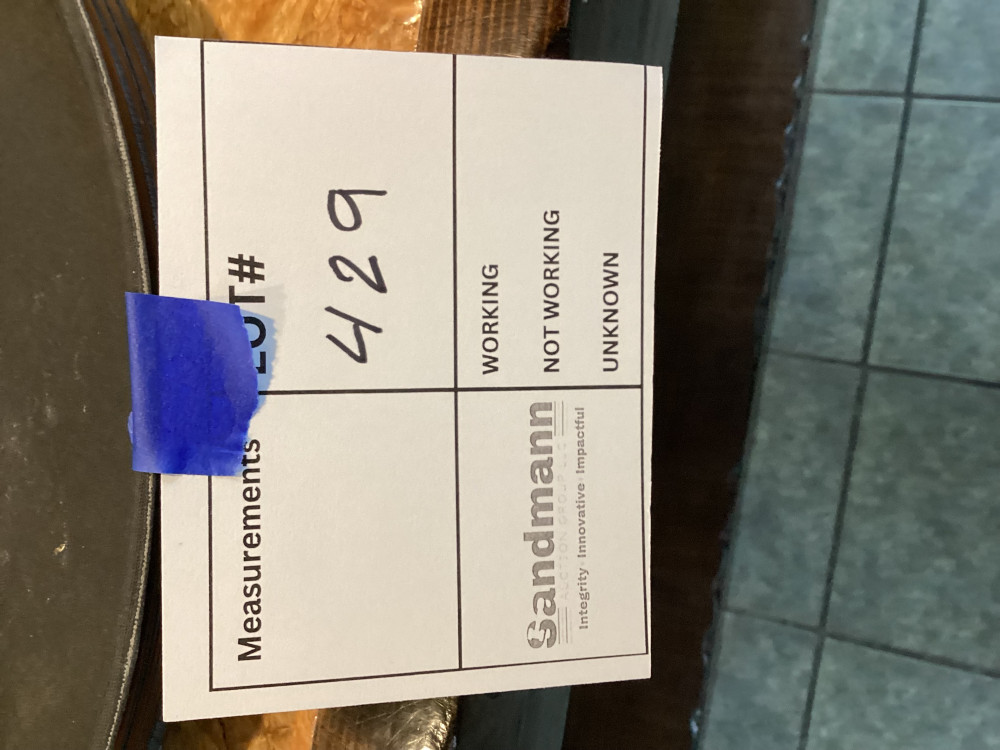 Measurements
LOT#
429
Sandmann
AUCTION GROUP LLC
Integrity Innovative Impactful
WORKING
NOT WORKING
UNKNOWN